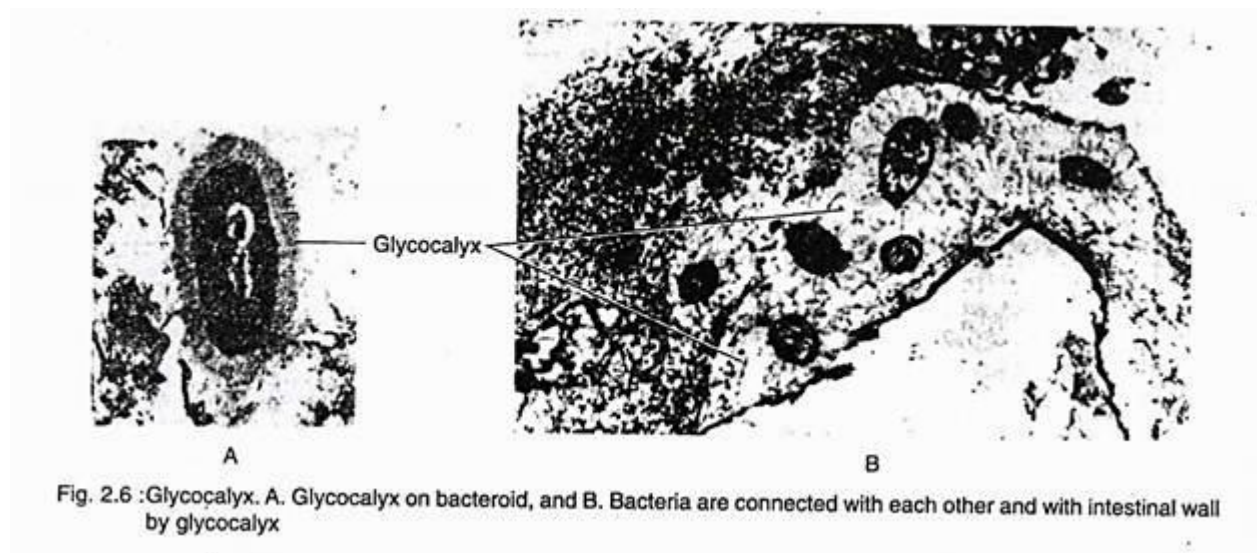 Glycocalyx
A
B
Fig. 2.6 :Glycocalyx. A. Glycocalyx on bacteroid, and B. Bacteria are connected with each other and with intestinal wall
by glycocalyx